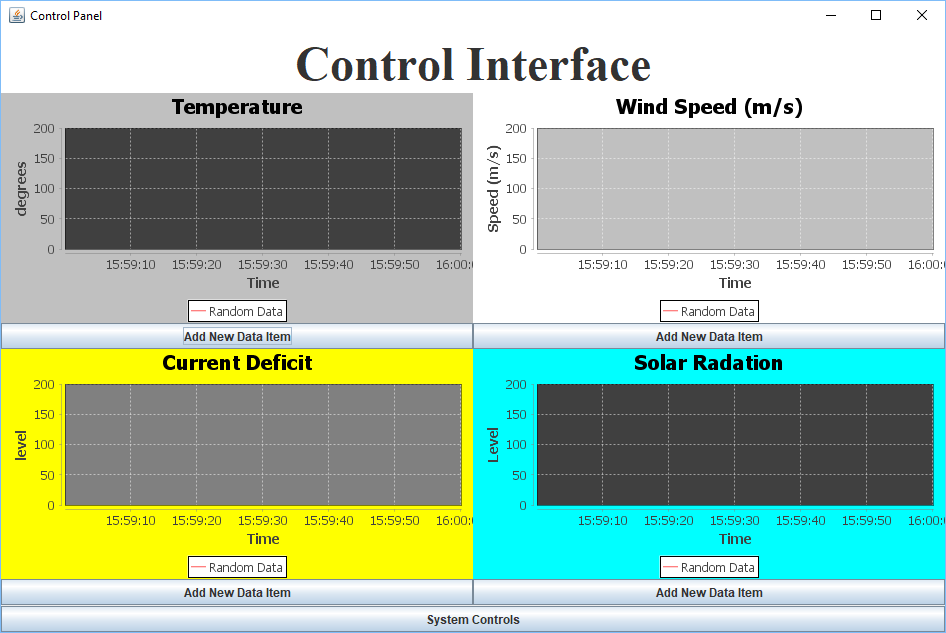 Control Panel
Control Interface
Temperature
degrees
200
150
100
50
0
15:59:10 15:59:20 15:59:30 15:59:40 15:59:50 16:00:
Time
Random Data
Add New Data Item
Wind Speed (m/s)
Speed (m/s)
200
150
100
50
0
15:59:10 15:59:20 15:59:30 15:59:40 15:59:50 16:00:
Time
Random Data
Add New Data Item
Current Deficit
level
200
150
100
50
0
15:59:10 15:59:20 15:59:30 15:59:40 15:59:50 16:00:
Time
Random Data
Add New Data Item
Solar Radation
Level
200
150
100
50
0
15:59:10 15:59:20 15:59:30 15:59:40 15:59:50 16:00:
Time
Random Data
Add New Data Item
System Controls